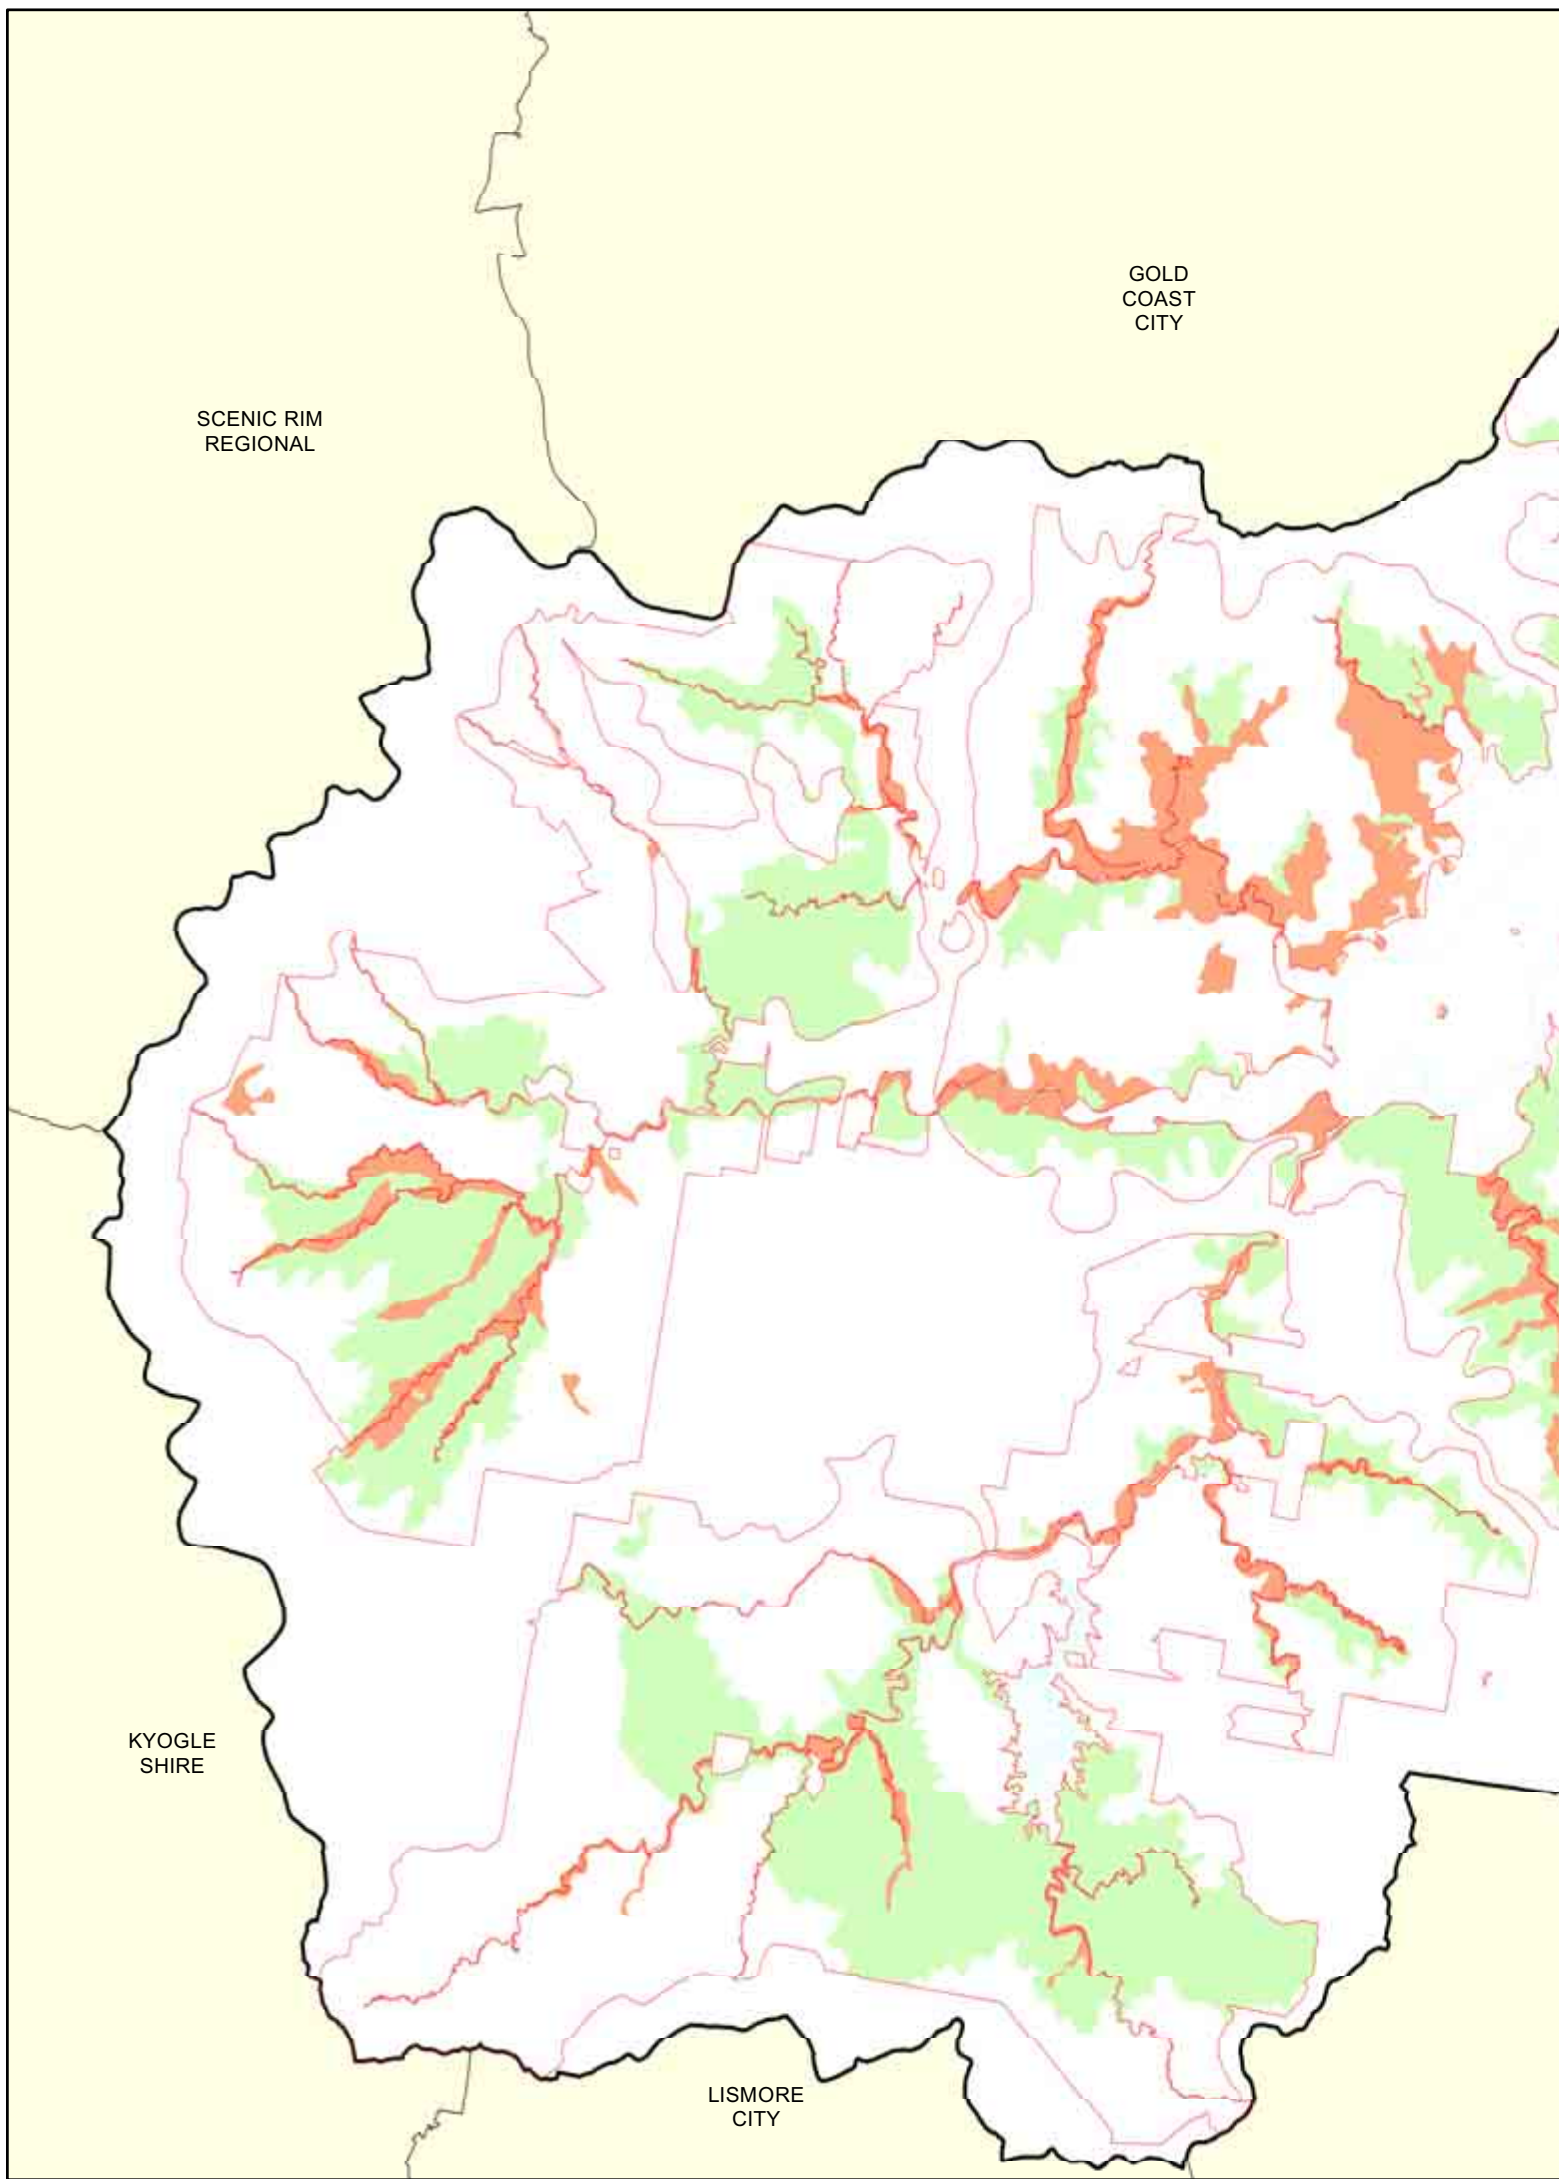 GOLD
COAST
CITY
SCENIC RIM
REGIONAL
KYOGLE
SHIRE
LISMORE
CITY